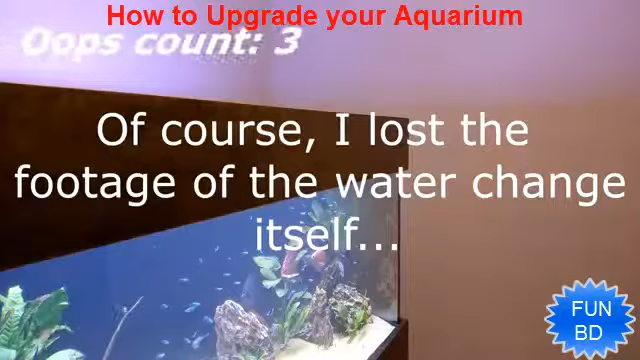 How to Upgrade your Aquarium
Oops count: 3
Of course, I lost the
footage of the water change
itself...
FUN
BD